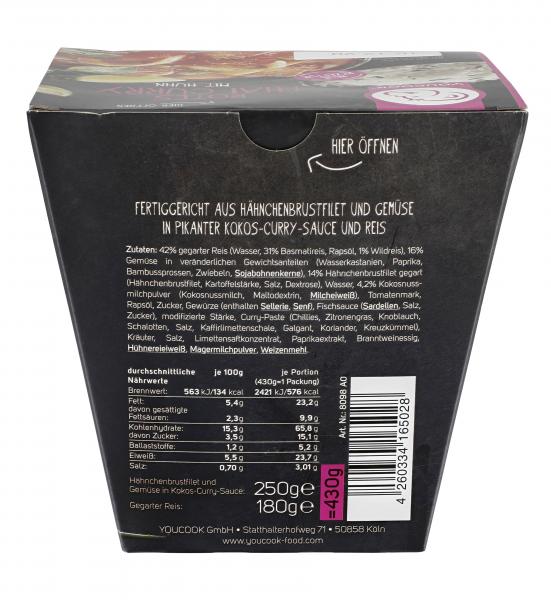 MIT HUHN
HIER ÖFFNEN
HIER ÖFFNEN
FERTIGGERICHT AUS HÄHNCHENBRUSTFILET UND GEMÜSE
IN PIKANTER KOKOS-CURRY-SAUCE UND REIS
Zutaten: 42% gegarter Reis (Wasser, 31% Basmatireis, Rapsöl, 1% Wildreis), 16%
Gemüse in veränderlichen Gewichtsanteilen (Wasserkastanien, Paprika,
Bambussprossen, Zwiebeln, Sojabohnenkerne), 14% Hähnchenbrustfilet gegart
(Hähnchenbrustfilet, Kartoffelstärke, Salz, Dextrose), Wasser, 4,2% Kokosnuss-
milchpulver (Kokosnussmilch, Maltodextrin, Milcheiweiß), Tomatenmark,
Rapsöl, Zucker, Gewürze (enthalten Sellerie, Senf), Fischsauce (Sardellen, Salz,
Zucker), modifizierte Stärke, Curry-Paste (Chillies, Zitronengras, Knoblauch,
Schalotten, Salz, Kaffirlimettenschale, Galgant, Koriander, Kreuzkümmel),
Kräuter, Salz, Limettensaftkonzentrat, Paprikaextrakt, Branntweinessig,
Hühnereieiweiß, Magermilchpulver, Weizenmehl.
durchschnittliche je 100g je Portion
Nährwerte (430g=1 Packung)
Brennwert: 563 kJ/134 kcal 2421 kJ/576 kcal
Fett: 5,4g 23,2g
davon gesättigte
Fettsäuren: 2,3g 9,9g
Kohlenhydrate: 15,3g 65,8g
davon Zucker: 3,5g 15,1g
Ballaststoffe: 1,2g 5,2g
Eiweiß: 5,5g 23,7g
Salz: 0,70g 3,01g
Hähnchenbrustfilet und
Gemüse in Kokos-Curry-Sauce: 250g℮
Gegarter Reis: 180g℮
=430g
Art. Nr.: 8098 A0
4 260334 165028
YOUCOOK GmbH • Statthalterhofweg 71 • 50858 Köln
www.youcook-food.com